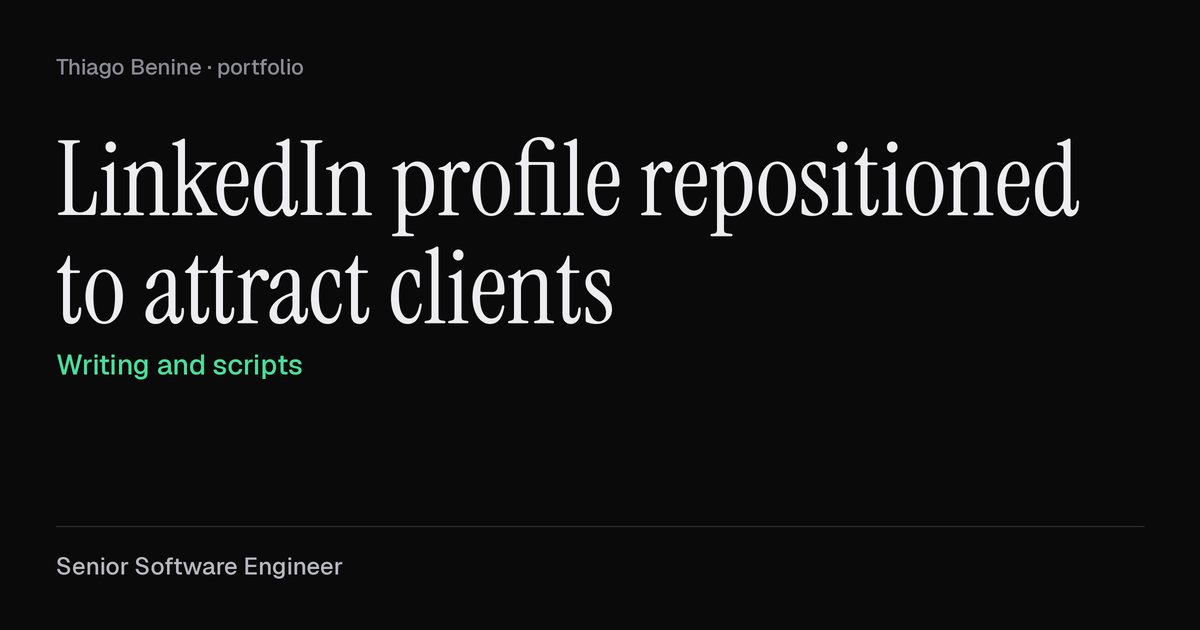 Thiago Benine · portfolio
LinkedIn profile repositioned
to attract clients
Writing and scripts
Senior Software Engineer